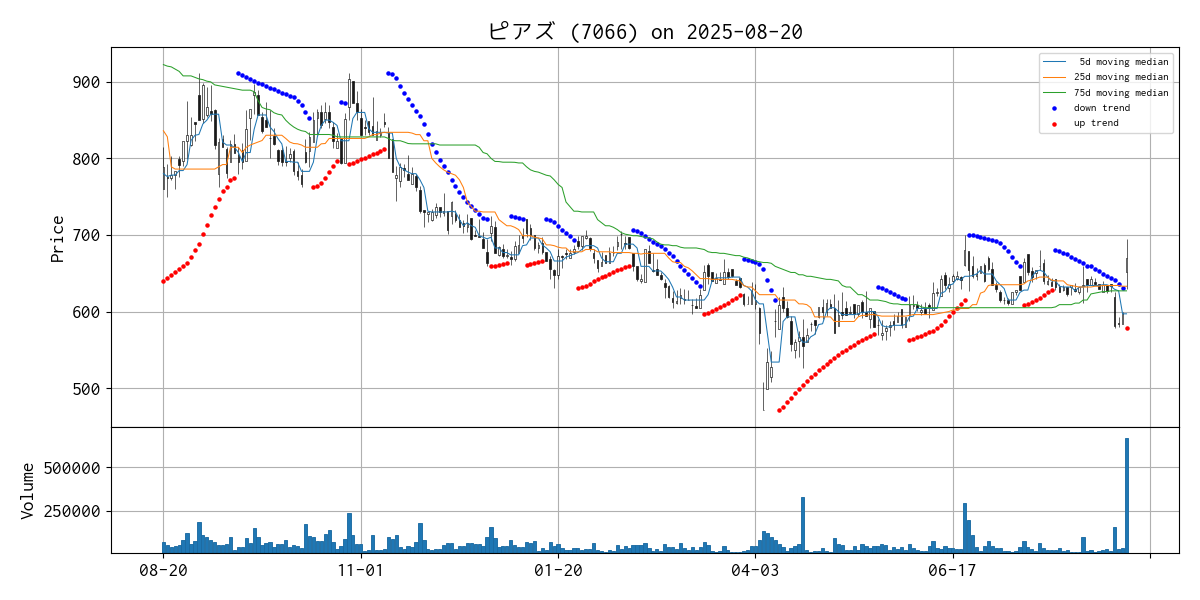 ピアズ (7066) on 2025-08-20
5d moving median
25d moving median
75d moving median
down trend
up trend
Price
900
800
700
600
500
Volume
500000
250000
08-20
11-01
01-20
04-03
06-17